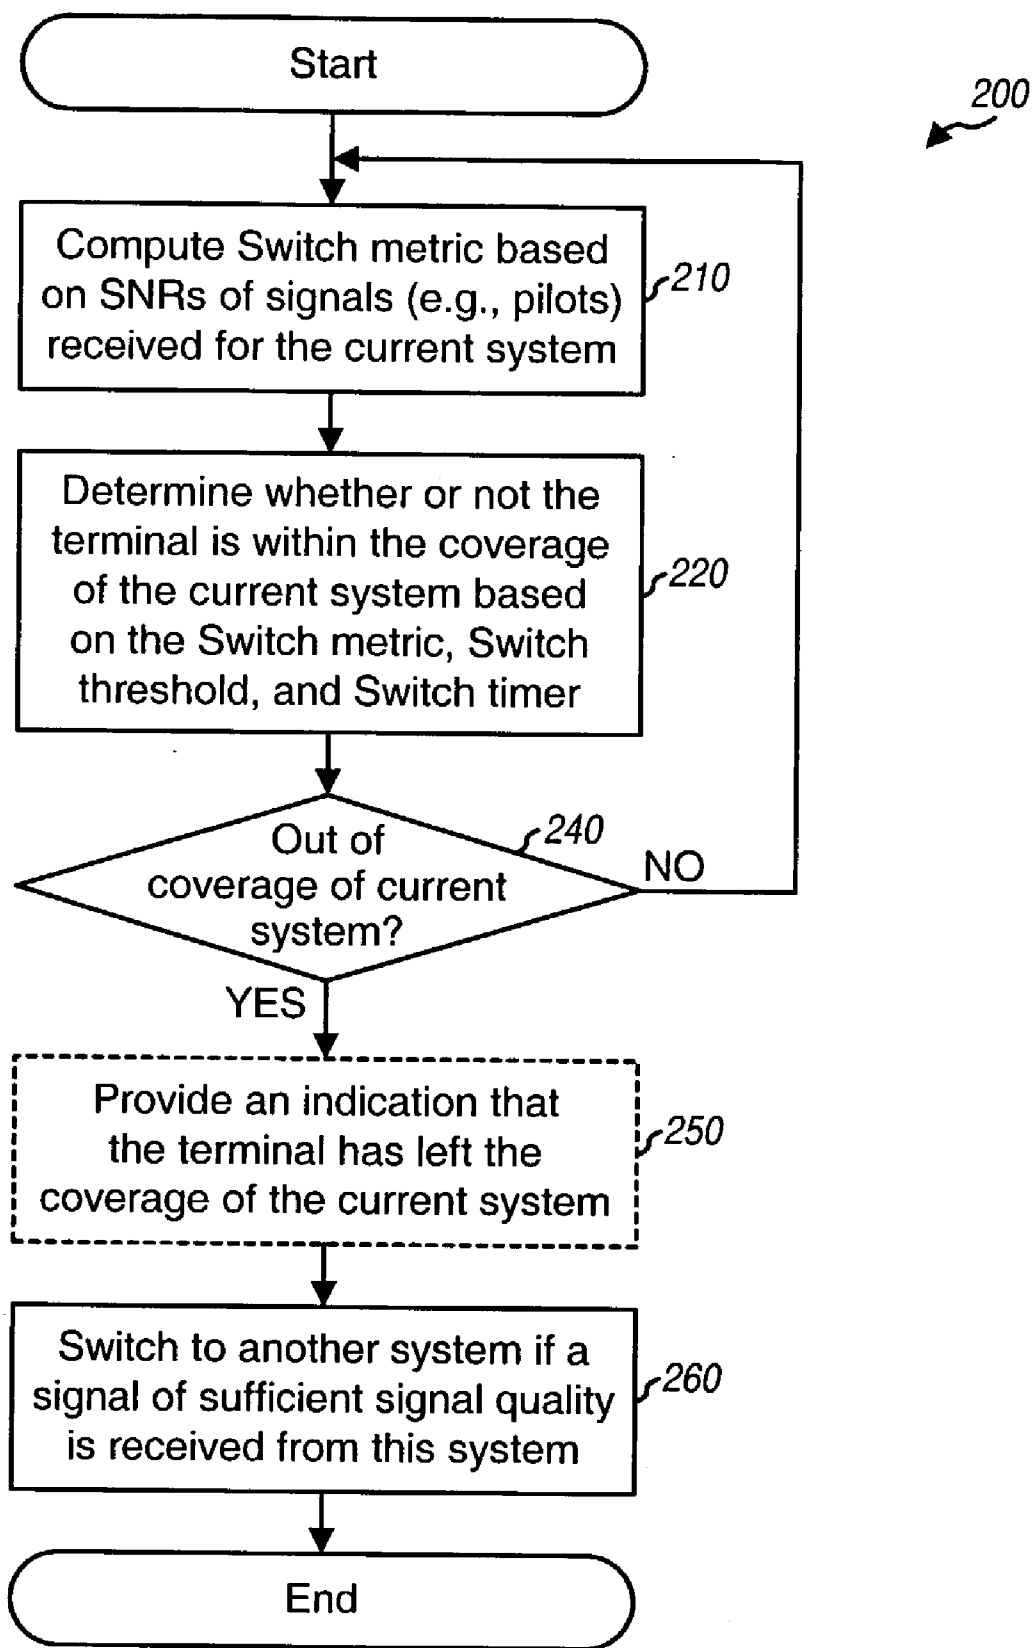 Start
200
Compute Switch metric based
on SNRs of signals (e.g., pilots)
received for the current system
210
Determine whether or not the
terminal is within the coverage
of the current system based
on the Switch metric, Switch
threshold, and Switch timer
220
Out of
coverage of current
system?
240
NO
YES
Provide an indication that
the terminal has left the
coverage of the current system
250
Switch to another system if a
signal of sufficient signal quality
is received from this system
260
End